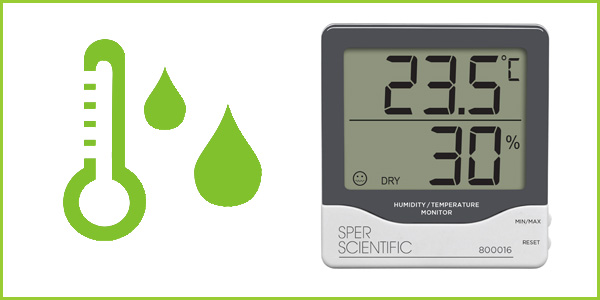 23.5°C
30%
DRY
HUMIDITY/TEMPERATURE
MONITOR
MIN/MAX
SPER
SCIENTIFIC
RESET
800016